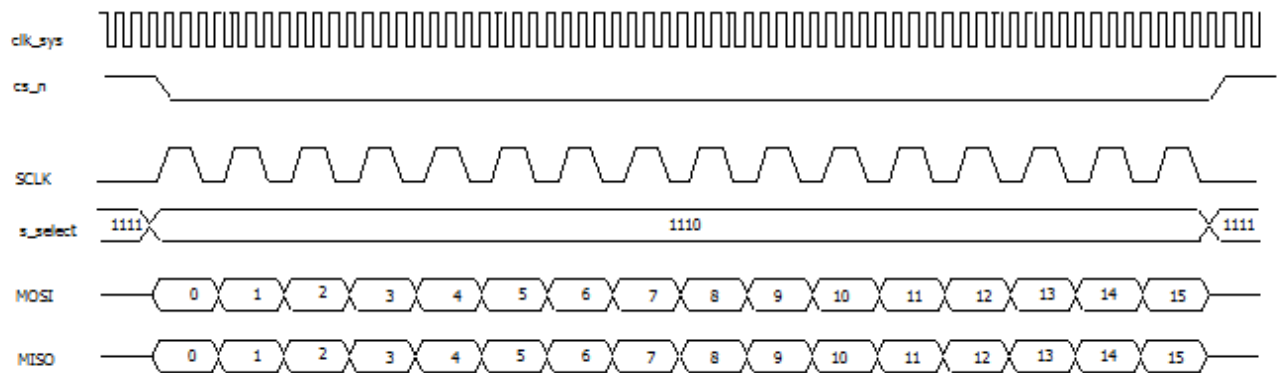 clk_sys
cs_n
SCLK
s_select 1111 1110 1111
MOSI 0 1 2 3 4 5 6 7 8 9 10 11 12 13 14 15
MISO 0 1 2 3 4 5 6 7 8 9 10 11 12 13 14 15